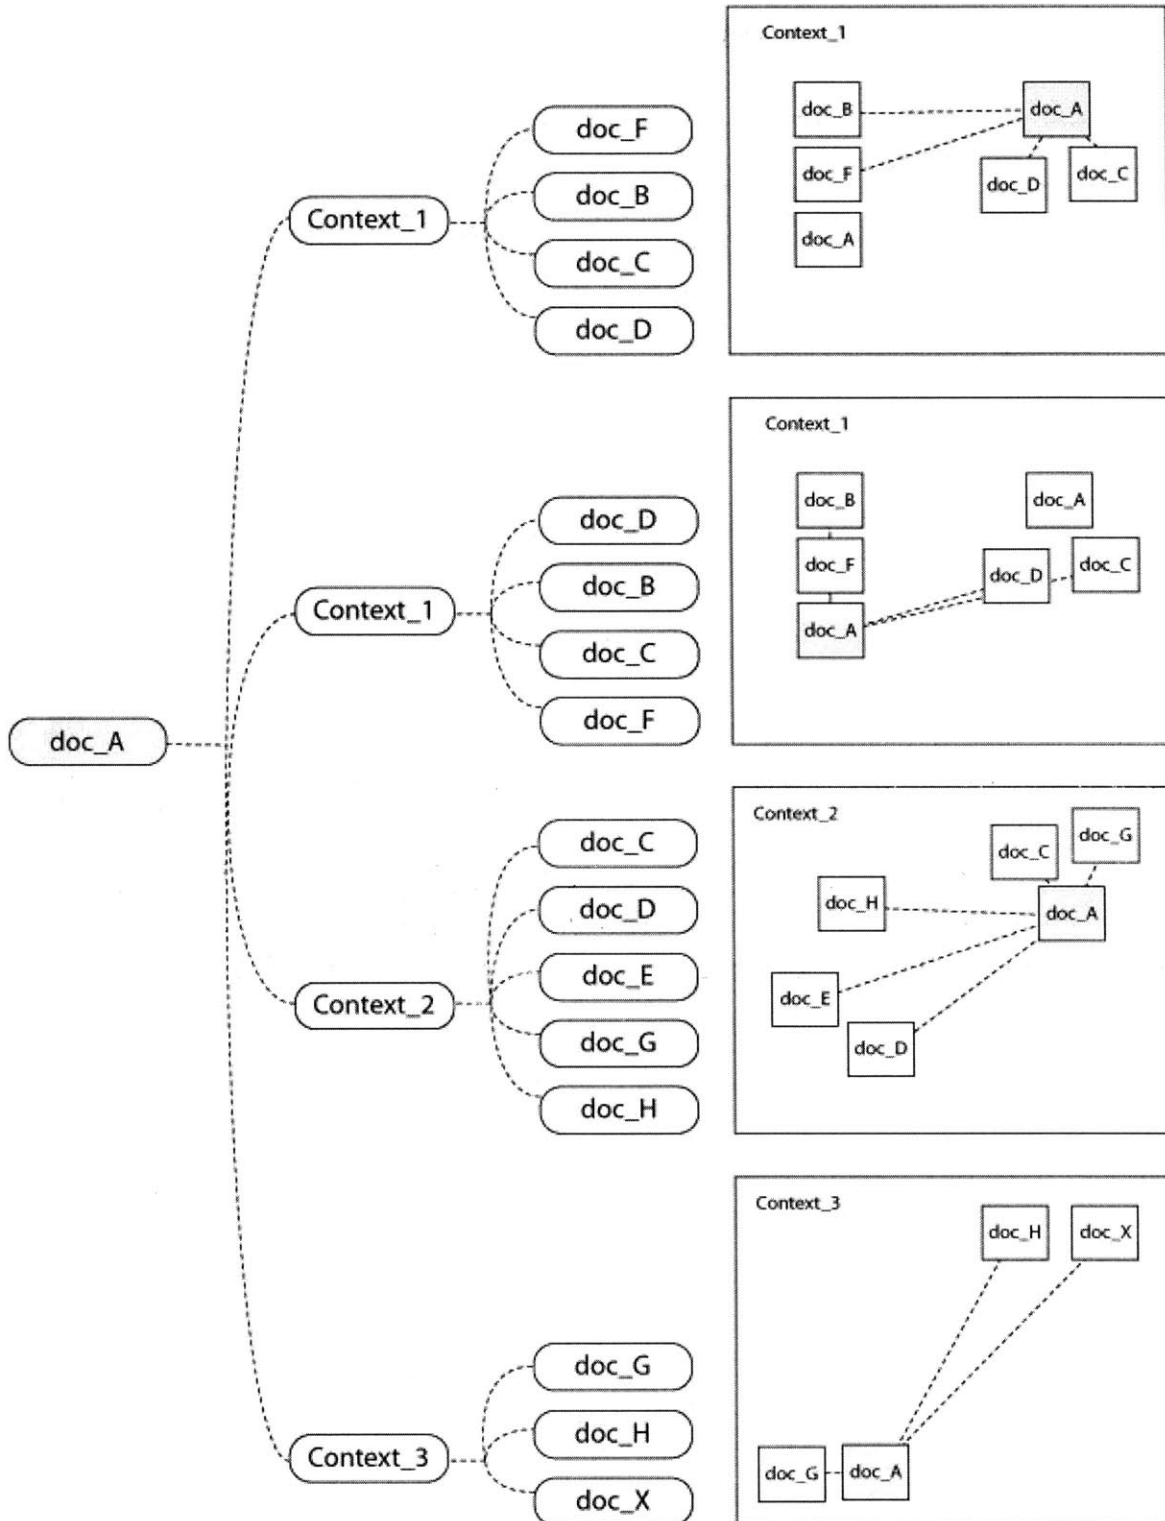 doc_A
Context_1
doc_F
doc_B
doc_C
doc_D
Context_1
doc_B
doc_A
doc_F
doc_D
doc_C
doc_A
Context_1
doc_D
doc_B
doc_C
doc_F
Context_1
doc_B
doc_A
doc_F
doc_D
doc_C
doc_A
Context_2
doc_C
doc_D
doc_E
doc_G
doc_H
Context_2
doc_G
doc_C
doc_H
doc_A
doc_E
doc_D
Context_3
doc_G
doc_H
doc_X
Context_3
doc_H
doc_X
doc_G
doc_A